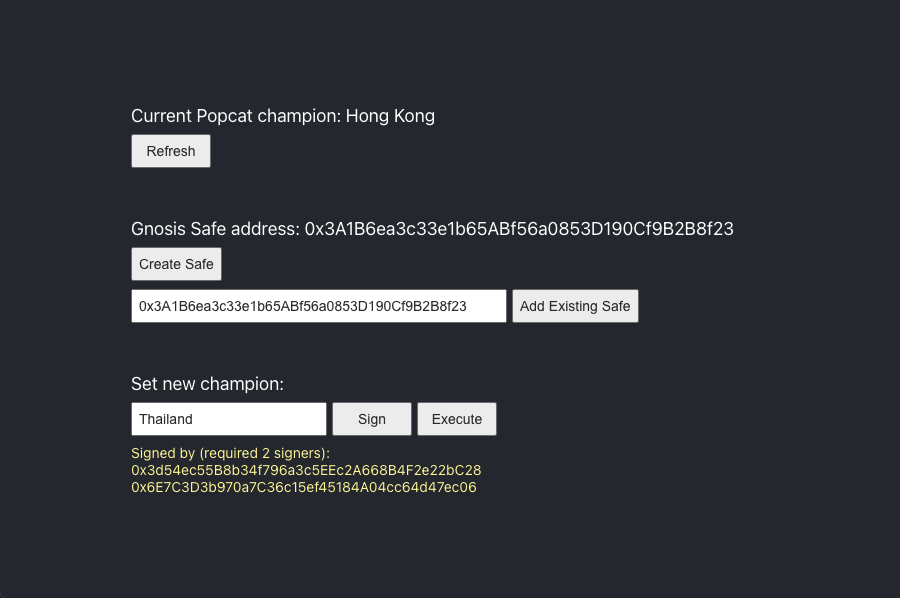 Current Popcat champion: Hong Kong
Refresh
Gnosis Safe address: 0x3A1B6ea3c33e1b65ABf56a0853D190Cf9B2B8f23
Create Safe
0x3A1B6ea3c33e1b65ABf56a0853D190Cf9B2B8f23 Add Existing Safe
Set new champion:
Thailand Sign Execute
Signed by (required 2 signers):
0x3d54ec55B8b34f796a3c5EEc2A668B4F2e22bC28
0x6E7C3D3b970a7C36c15ef45184A04cc64d47ec06